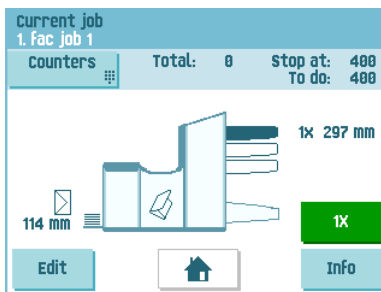 Current job
1. Fac job 1
Counters Total: 0 Stop at: 400
To do: 400
1X 297 mm
114 mm
1X
Edit Info